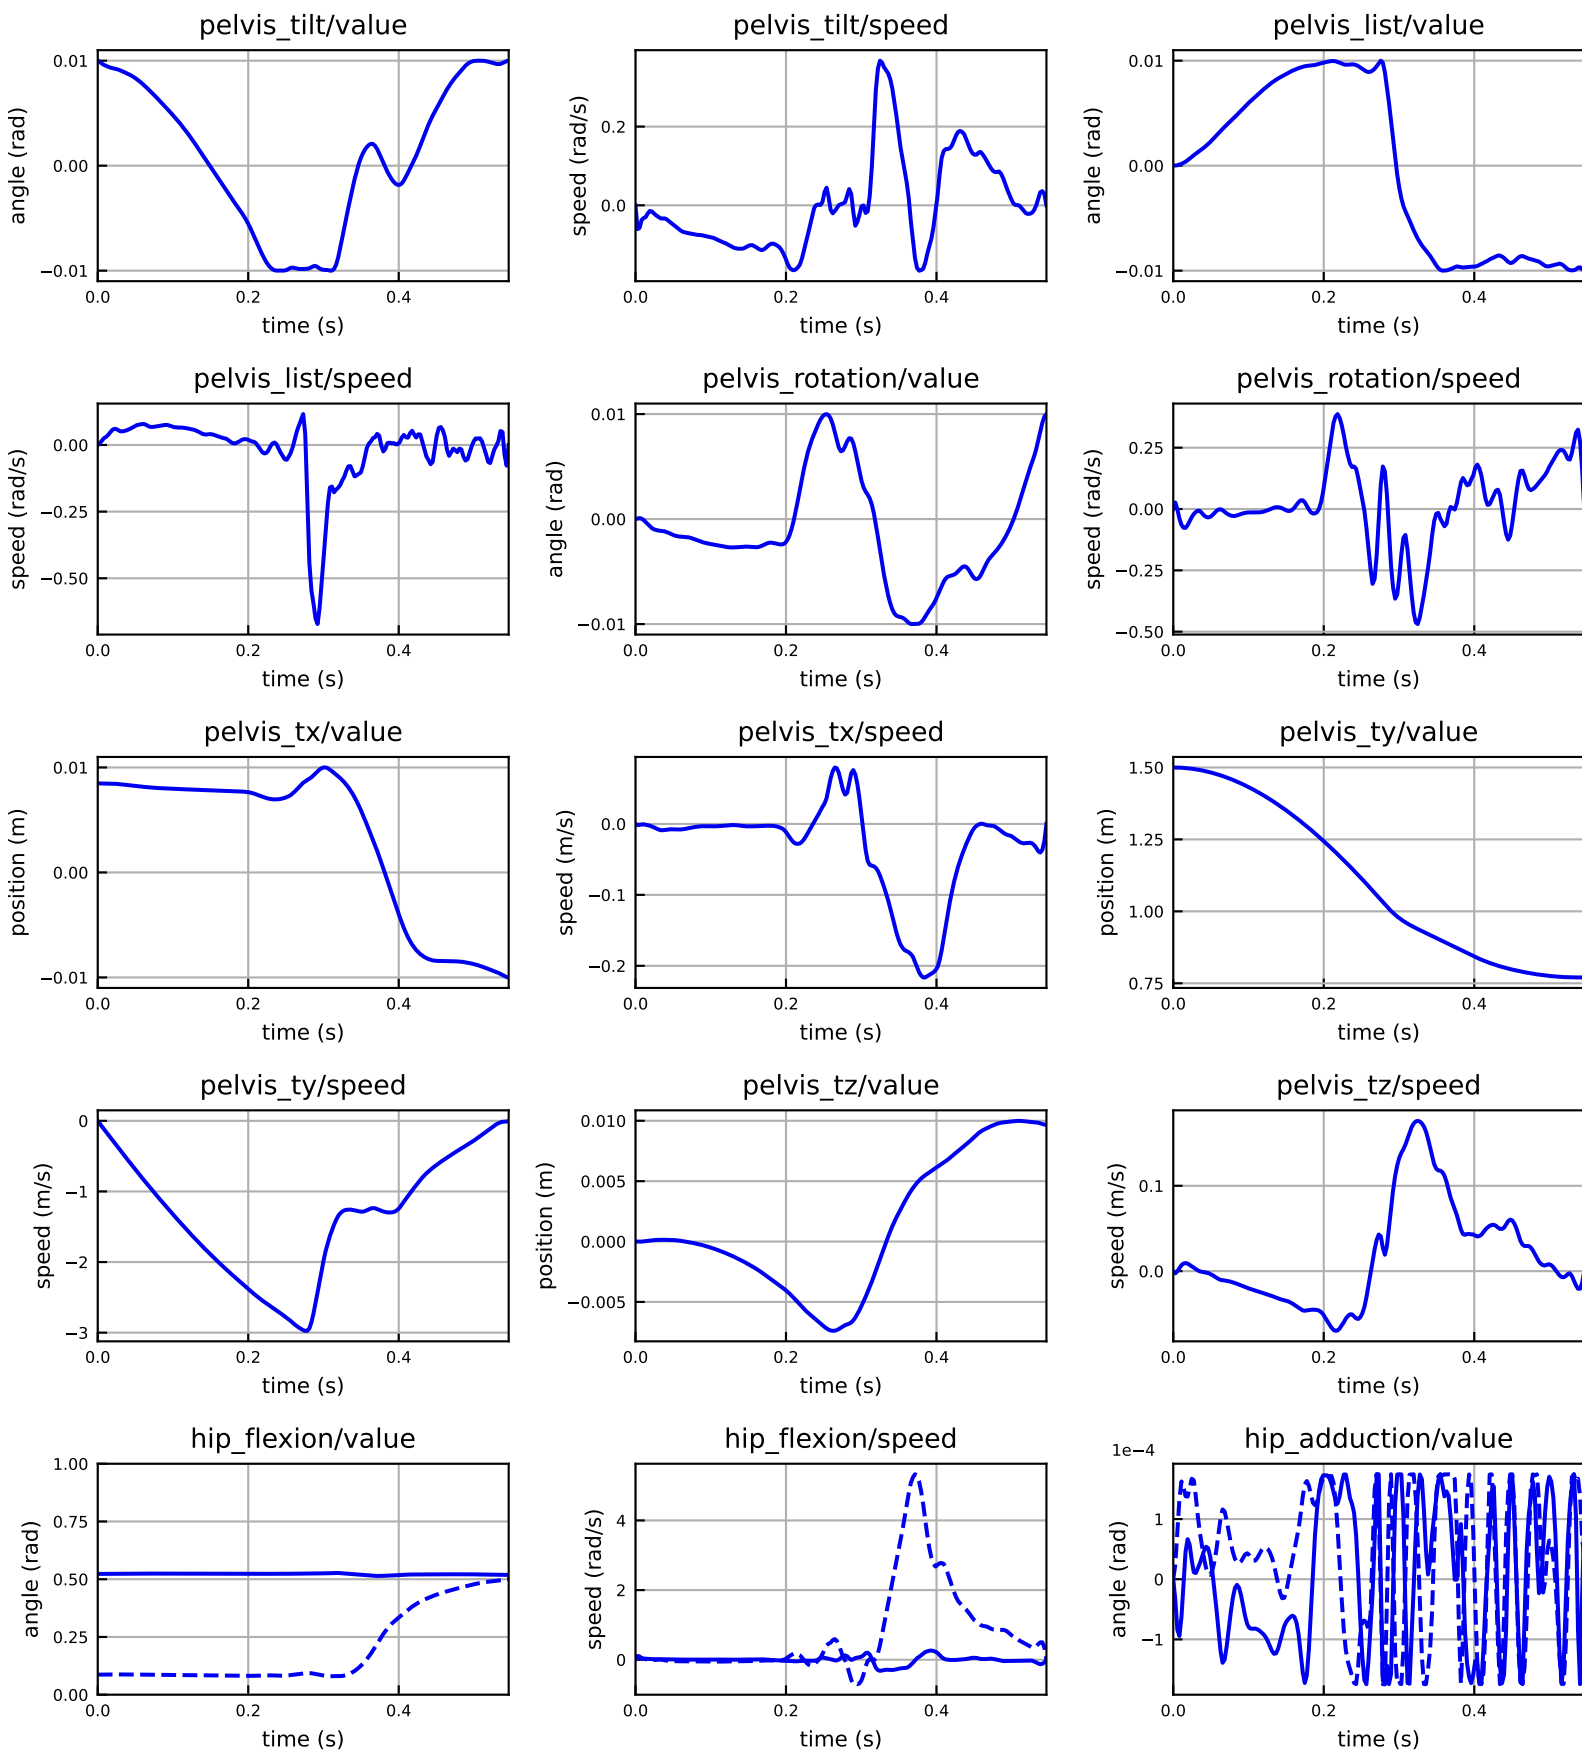 pelvis_tilt/value
angle (rad)
0.01
0.00
−0.01
0.0
0.2
0.4
time (s)
pelvis_tilt/speed
speed (rad/s)
0.2
0.0
0.0
0.2
0.4
time (s)
pelvis_list/value
angle (rad)
0.01
0.00
−0.01
0.0
0.2
0.4
time (s)
pelvis_list/speed
speed (rad/s)
0.00
−0.25
−0.50
0.0
0.2
0.4
time (s)
pelvis_rotation/value
angle (rad)
0.01
0.00
−0.01
0.0
0.2
0.4
time (s)
pelvis_rotation/speed
speed (rad/s)
0.25
0.00
−0.25
−0.50
0.0
0.2
0.4
time (s)
pelvis_tx/value
position (m)
0.01
0.00
−0.01
0.0
0.2
0.4
time (s)
pelvis_tx/speed
speed (m/s)
0.0
−0.1
−0.2
0.0
0.2
0.4
time (s)
pelvis_ty/value
position (m)
1.50
1.25
1.00
0.75
0.0
0.2
0.4
time (s)
pelvis_ty/speed
speed (m/s)
0
−1
−2
−3
0.0
0.2
0.4
time (s)
pelvis_tz/value
position (m)
0.010
0.005
0.000
−0.005
0.0
0.2
0.4
time (s)
pelvis_tz/speed
speed (m/s)
0.1
0.0
0.0
0.2
0.4
time (s)
hip_flexion/value
angle (rad)
1.00
0.75
0.50
0.25
0.00
0.0
0.2
0.4
time (s)
hip_flexion/speed
speed (rad/s)
4
2
0
0.0
0.2
0.4
time (s)
hip_adduction/value
1e−4
angle (rad)
1
0
−1
0.0
0.2
0.4
time (s)